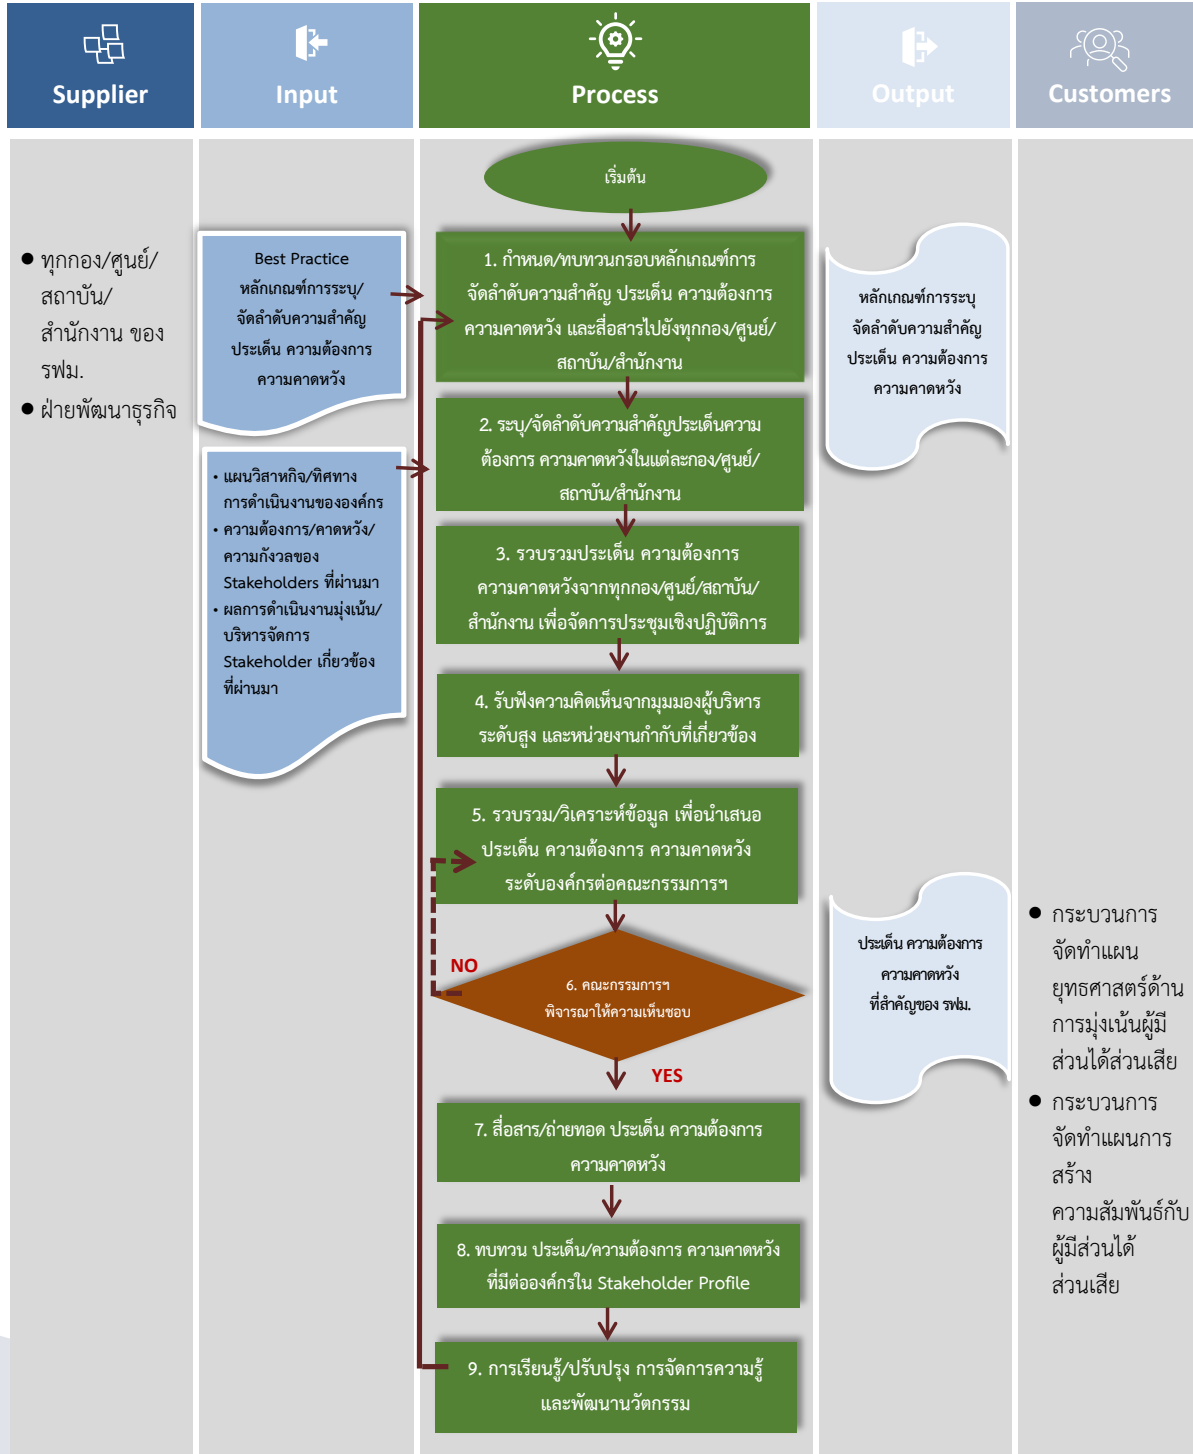 Supplier
Input
Process
Output
Customers
● ทุกกอง/ศูนย์/
สถาบัน/
สำนักงาน ของ
รฟม.
● ฝ่ายพัฒนาธุรกิจ
Best Practice
หลักเกณฑ์การระบุ/
จัดลำดับความสำคัญ
ประเด็น ความต้องการ
ความคาดหวัง
• แผนวิสาหกิจ/ทิศทาง
การดำเนินงานขององค์กร
• ความต้องการ/คาดหวัง/
ความกังวลของ
Stakeholders ที่ผ่านมา
• ผลการดำเนินงานมุ่งเน้น/
บริหารจัดการ
Stakeholder เกี่ยวข้อง
ที่ผ่านมา
เริ่มต้น
1. กำหนด/ทบทวนกรอบหลักเกณฑ์การ
จัดลำดับความสำคัญ ประเด็น ความต้องการ
ความคาดหวัง และสื่อสารไปยังทุกกอง/ศูนย์/
สถาบัน/สำนักงาน
2. ระบุ/จัดลำดับความสำคัญประเด็นความ
ต้องการ ความคาดหวังในแต่ละกอง/ศูนย์/
สถาบัน/สำนักงาน
3. รวบรวมประเด็น ความต้องการ
ความคาดหวังจากทุกกอง/ศูนย์/สถาบัน/
สำนักงาน เพื่อจัดการประชุมเชิงปฏิบัติการ
4. รับฟังความคิดเห็นจากมุมมองผู้บริหาร
ระดับสูง และหน่วยงานกำกับที่เกี่ยวข้อง
5. รวบรวม/วิเคราะห์ข้อมูล เพื่อนำเสนอ
ประเด็น ความต้องการ ความคาดหวัง
ระดับองค์กรต่อคณะกรรมการฯ
NO
6. คณะกรรมการฯ
พิจารณาให้ความเห็นชอบ
YES
7. สื่อสาร/ถ่ายทอด ประเด็น ความต้องการ
ความคาดหวัง
8. ทบทวน ประเด็น/ความต้องการ ความคาดหวัง
ที่มีต่อองค์กรใน Stakeholder Profile
9. การเรียนรู้/ปรับปรุง การจัดการความรู้
และพัฒนานวัตกรรม
หลักเกณฑ์การระบุ
จัดลำดับความสำคัญ
ประเด็น ความต้องการ
ความคาดหวัง
ประเด็น ความต้องการ
ความคาดหวัง
ที่สำคัญของ รฟม.
● กระบวนการ
จัดทำแผน
ยุทธศาสตร์ด้าน
การมุ่งเน้นผู้มี
ส่วนได้ส่วนเสีย
● กระบวนการ
จัดทำแผนการ
สร้าง
ความสัมพันธ์กับ
ผู้มีส่วนได้
ส่วนเสีย